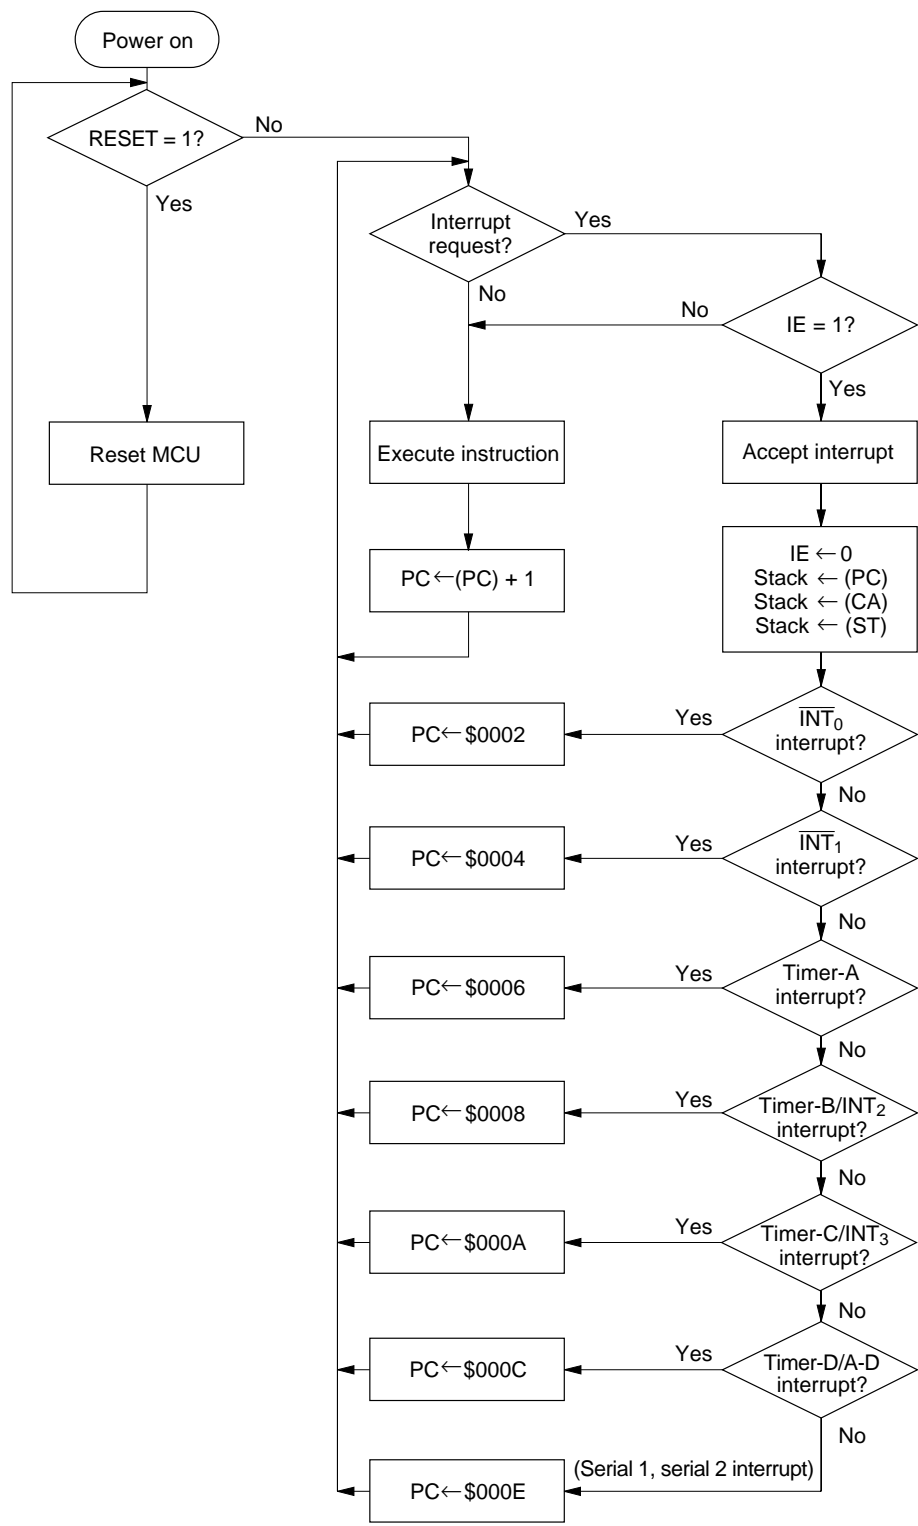 Power on
RESET = 1?
No
Yes
Interrupt
request?
Yes
No
No
IE = 1?
Yes
Reset MCU
Execute instruction
Accept interrupt
PC←(PC) + 1
IE ← 0
Stack ← (PC)
Stack ← (CA)
Stack ← (ST)
PC← $0002
Yes
I̅N̅T̅₀
interrupt?
No
PC← $0004
Yes
I̅N̅T̅₁
interrupt?
No
PC← $0006
Yes
Timer-A
interrupt?
No
PC← $0008
Yes
Timer-B/INT₂
interrupt?
No
PC← $000A
Yes
Timer-C/INT₃
interrupt?
No
PC← $000C
Yes
Timer-D/A-D
interrupt?
No
PC← $000E
(Serial 1, serial 2 interrupt)